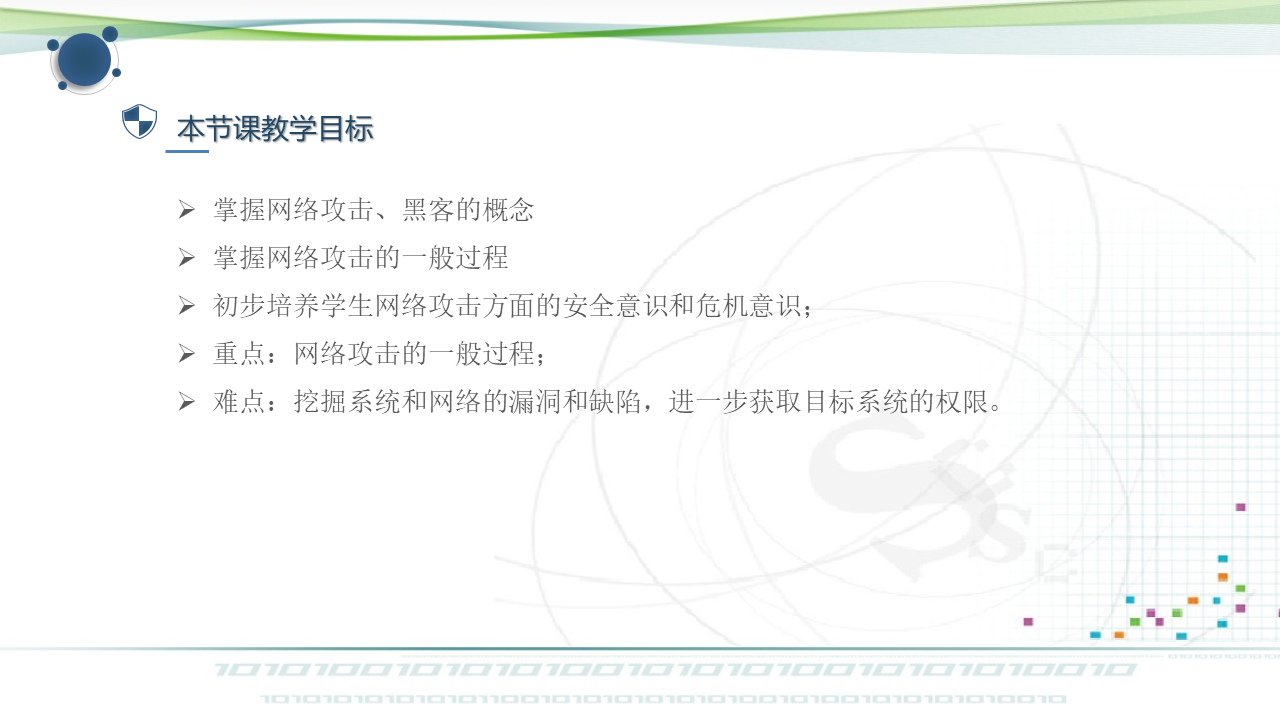 本节课教学目标
掌握网络攻击、黑客的概念
掌握网络攻击的一般过程
初步培养学生网络攻击方面的安全意识和危机意识；
重点：网络攻击的一般过程；
难点：挖掘系统和网络的漏洞和缺陷，进一步获取目标系统的权限。